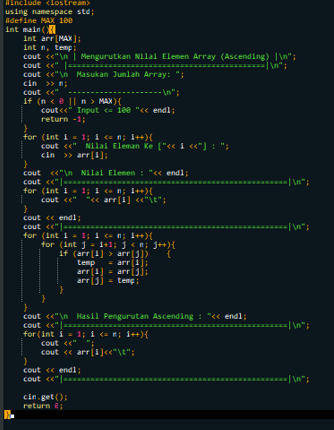 #include <iostream>
using namespace std;
#define MAX 100
int main(){
int arr[MAX];
int n, temp;
cout <<"\n | Mengurutkan Nilai Elemen Array (Ascending) |\n";
cout <<" |============================================|\n";
cout <<"\n  Masukan Jumlah Array: ";
cin  >> n;
cout <<"  ---------------------\n";
if (n < 0 || n > MAX){
cout<<" Input <= 100 "<< endl;
return -1;
}
for (int i = 1; i <= n; i++){
cout <<"  Nilai Eleman Ke ["<< i <<"] : ";
cin  >> arr[i];
}
cout  <<"\n  Nilai Elemen : "<< endl;
cout <<"|==================================================|\n";
for (int i = 1; i <= n; i++){
cout <<"  "<< arr[i] <<"\t";
}
cout << endl;
cout <<"|==================================================|\n";
for (int i = 1; i <= n; i++){
for (int j = i+1; j < n; j++){
if (arr[i] > arr[j])    {
temp   = arr[i];
arr[i] = arr[j];
arr[j] = temp;
}
}
}
cout <<"\n  Hasil Pengurutan Ascending : "<< endl;
cout <<"|==================================================|\n";
for(int i = 1; i <= n; i++){
cout <<"  ";
cout << arr[i]<<"\t";
}
cout << endl;
cout <<"|==================================================|\n";
cin.get();
return 0;
}